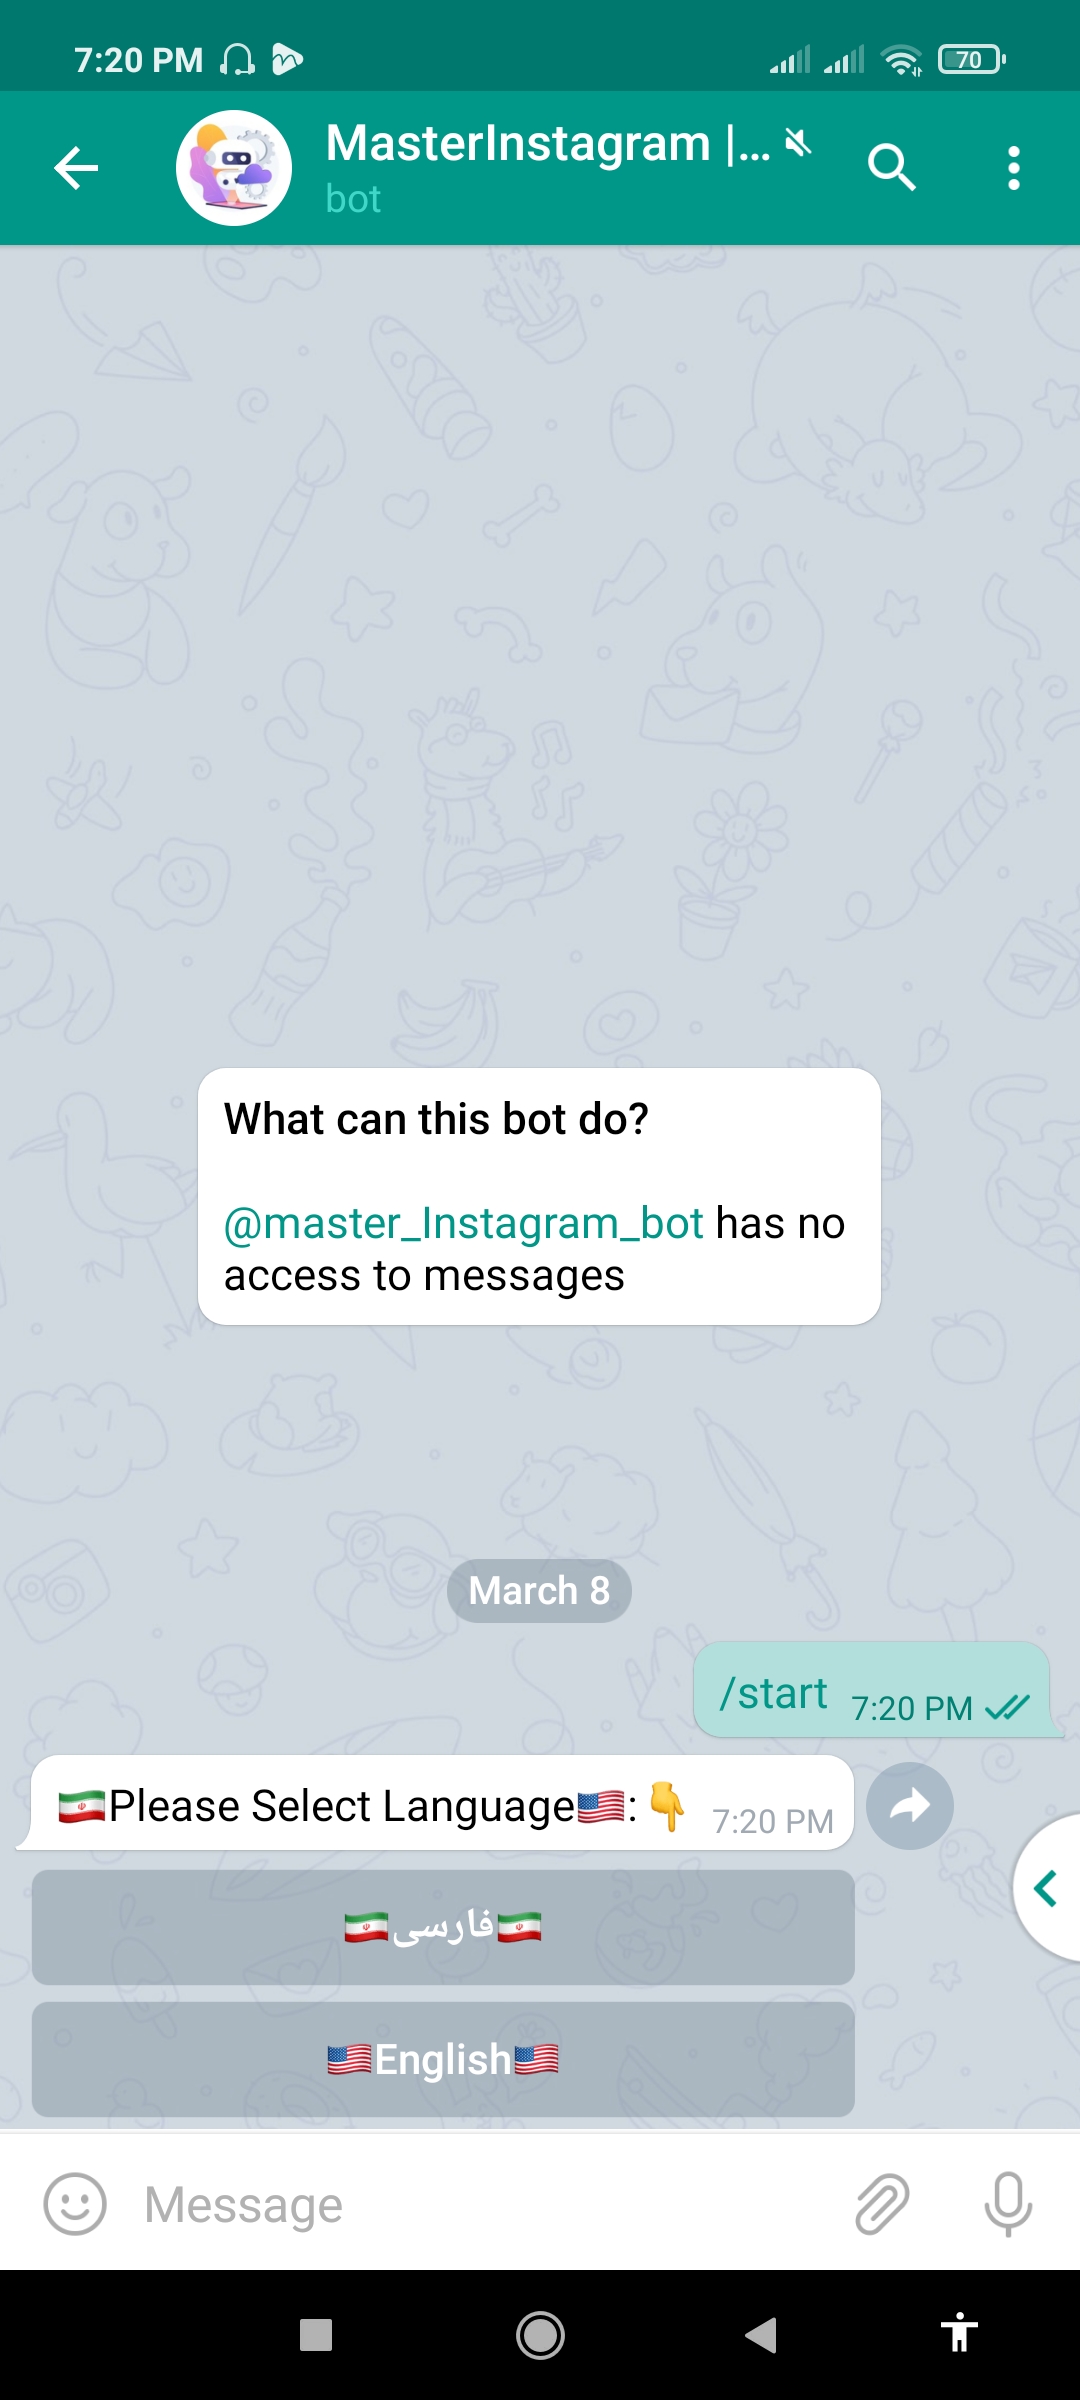 7:20 PM
70
MasterInstagram |...
bot
What can this bot do?
@master_Instagram_bot has no
access to messages
March 8
/start 7:20 PM
🇮🇷Please Select Language🇺🇸:👇 7:20 PM
🇮🇷فارسی🇮🇷
🇺🇸English🇺🇸
Message